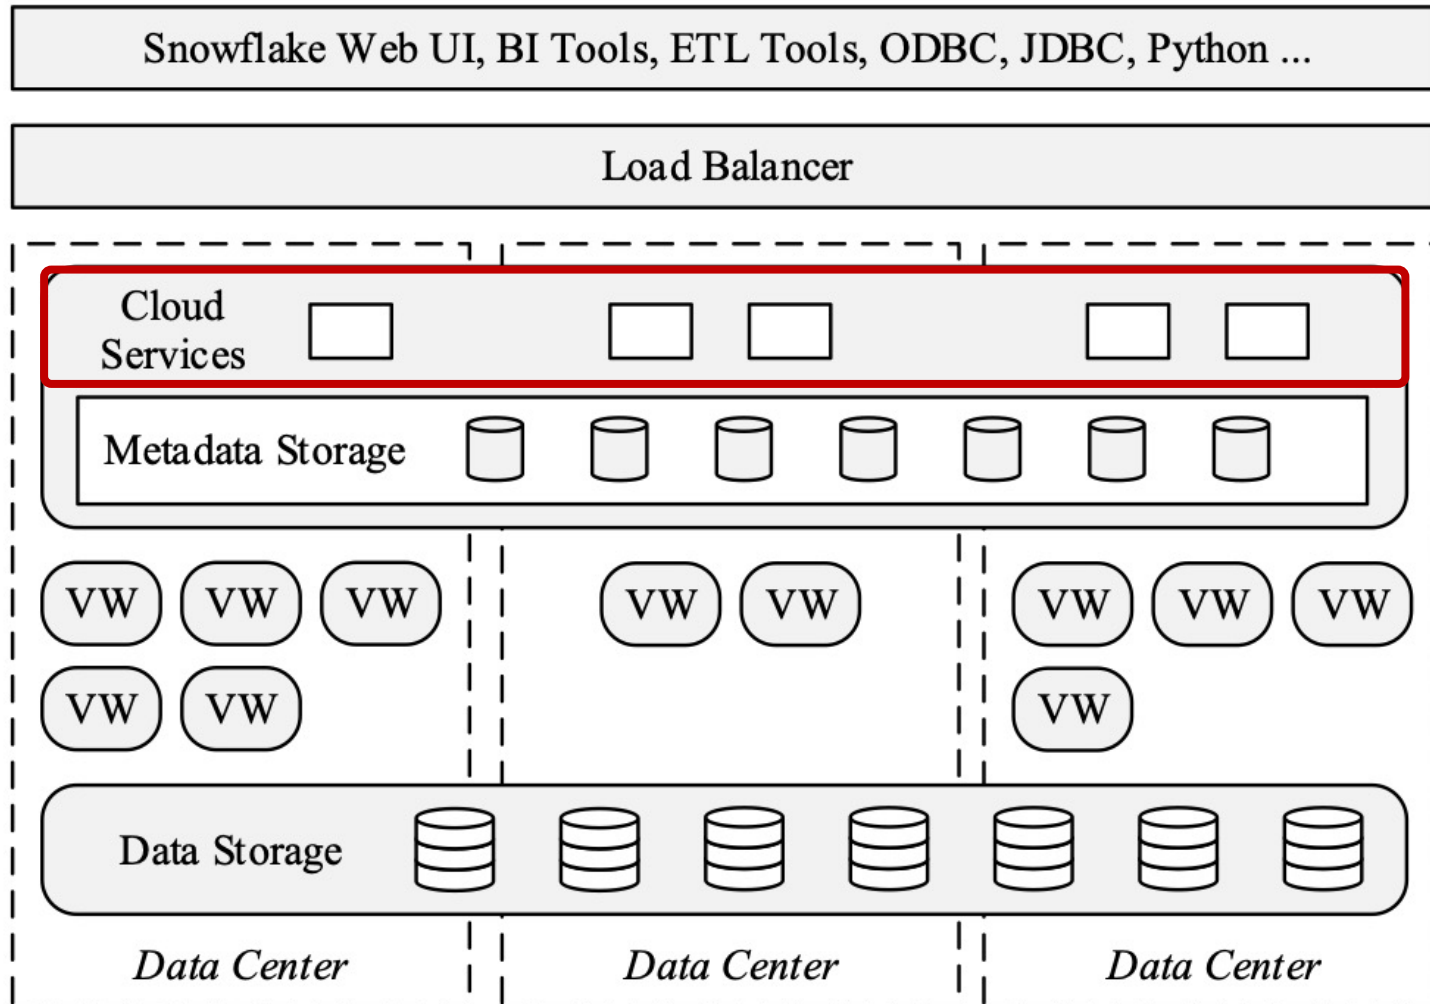 Snowflake Web UI, BI Tools, ETL Tools, ODBC, JDBC, Python ...
Load Balancer
Cloud
Services
Metadata Storage
VW VW VW VW VW VW VW VW
VW VW VW
Data Storage
Data Center Data Center Data Center